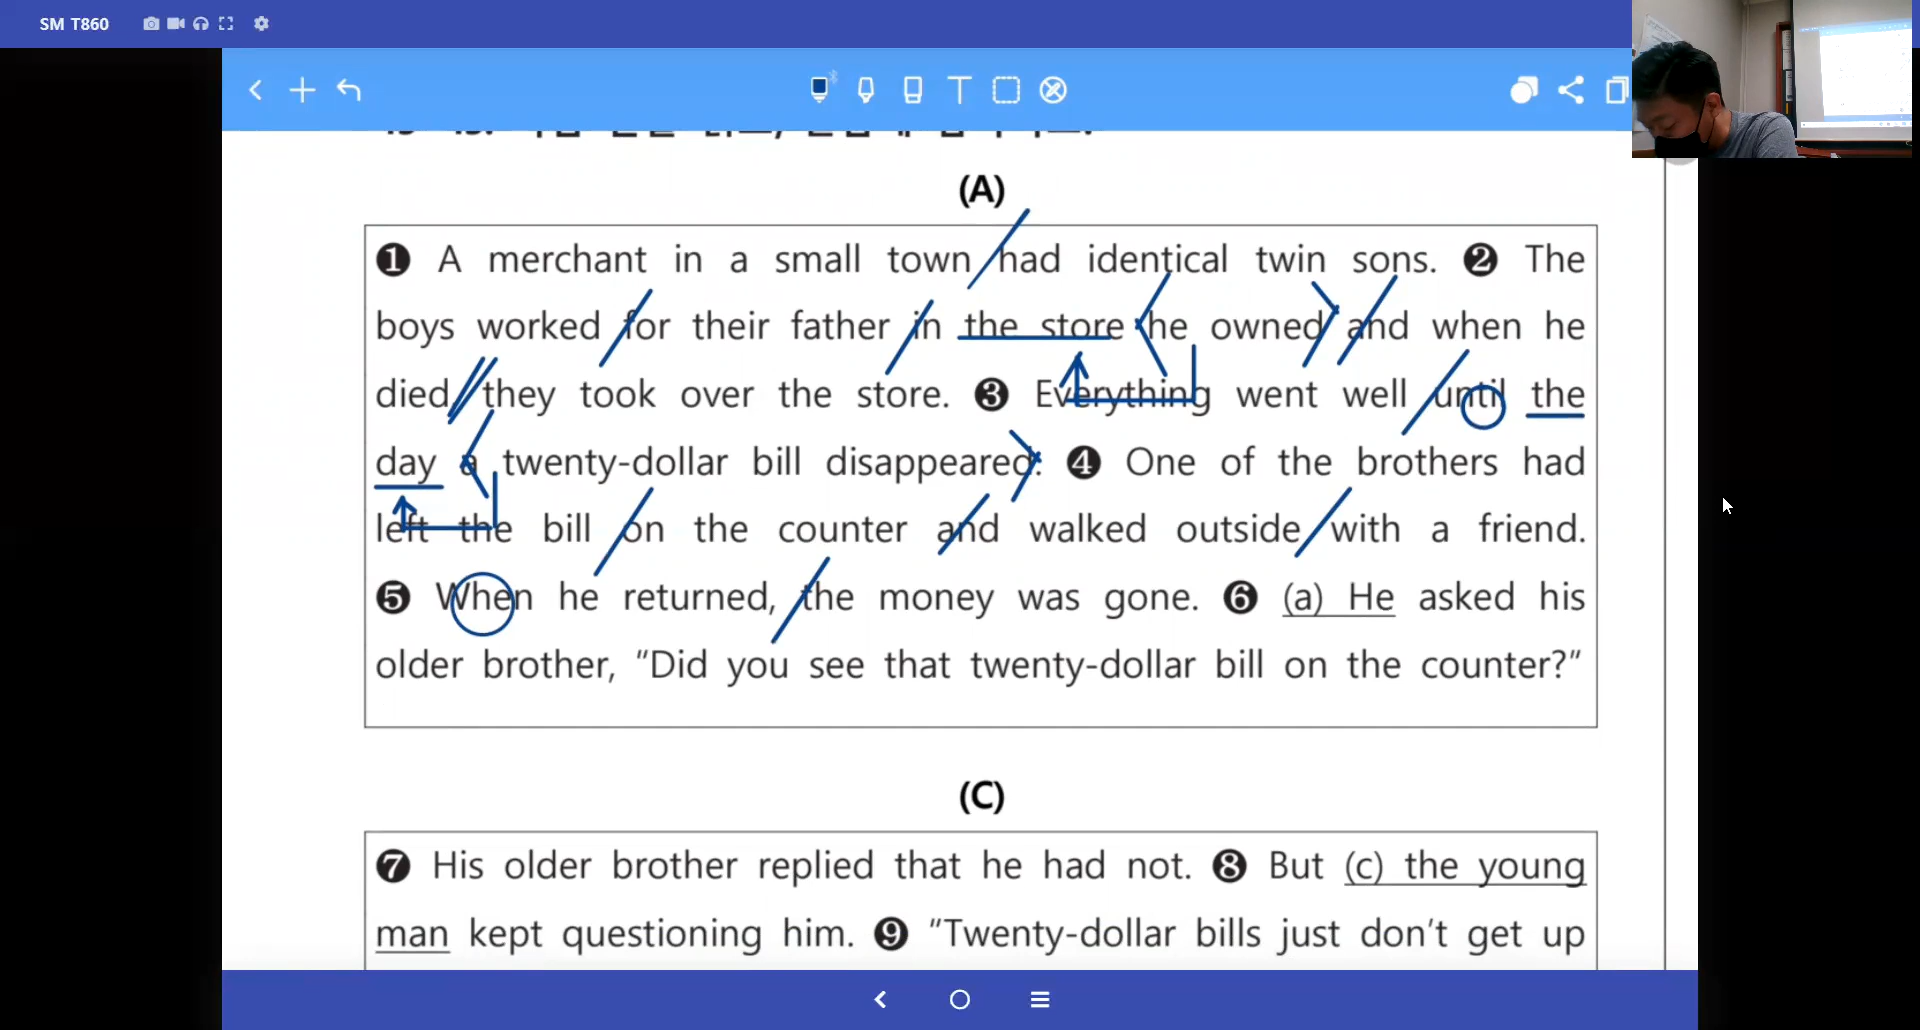 SM T860
(A)
❶ A merchant in a small town had identical twin sons. ❷ The
boys worked for their father in the store he owned and when he
died, they took over the store. ❸ Everything went well until the
day a twenty-dollar bill disappeared. ❹ One of the brothers had
left the bill on the counter and walked outside with a friend.
❺ When he returned, the money was gone. ❻ (a) He asked his
older brother, "Did you see that twenty-dollar bill on the counter?"
(C)
❼ His older brother replied that he had not. ❽ But (c) the young
man kept questioning him. ❾ "Twenty-dollar bills just don't get up